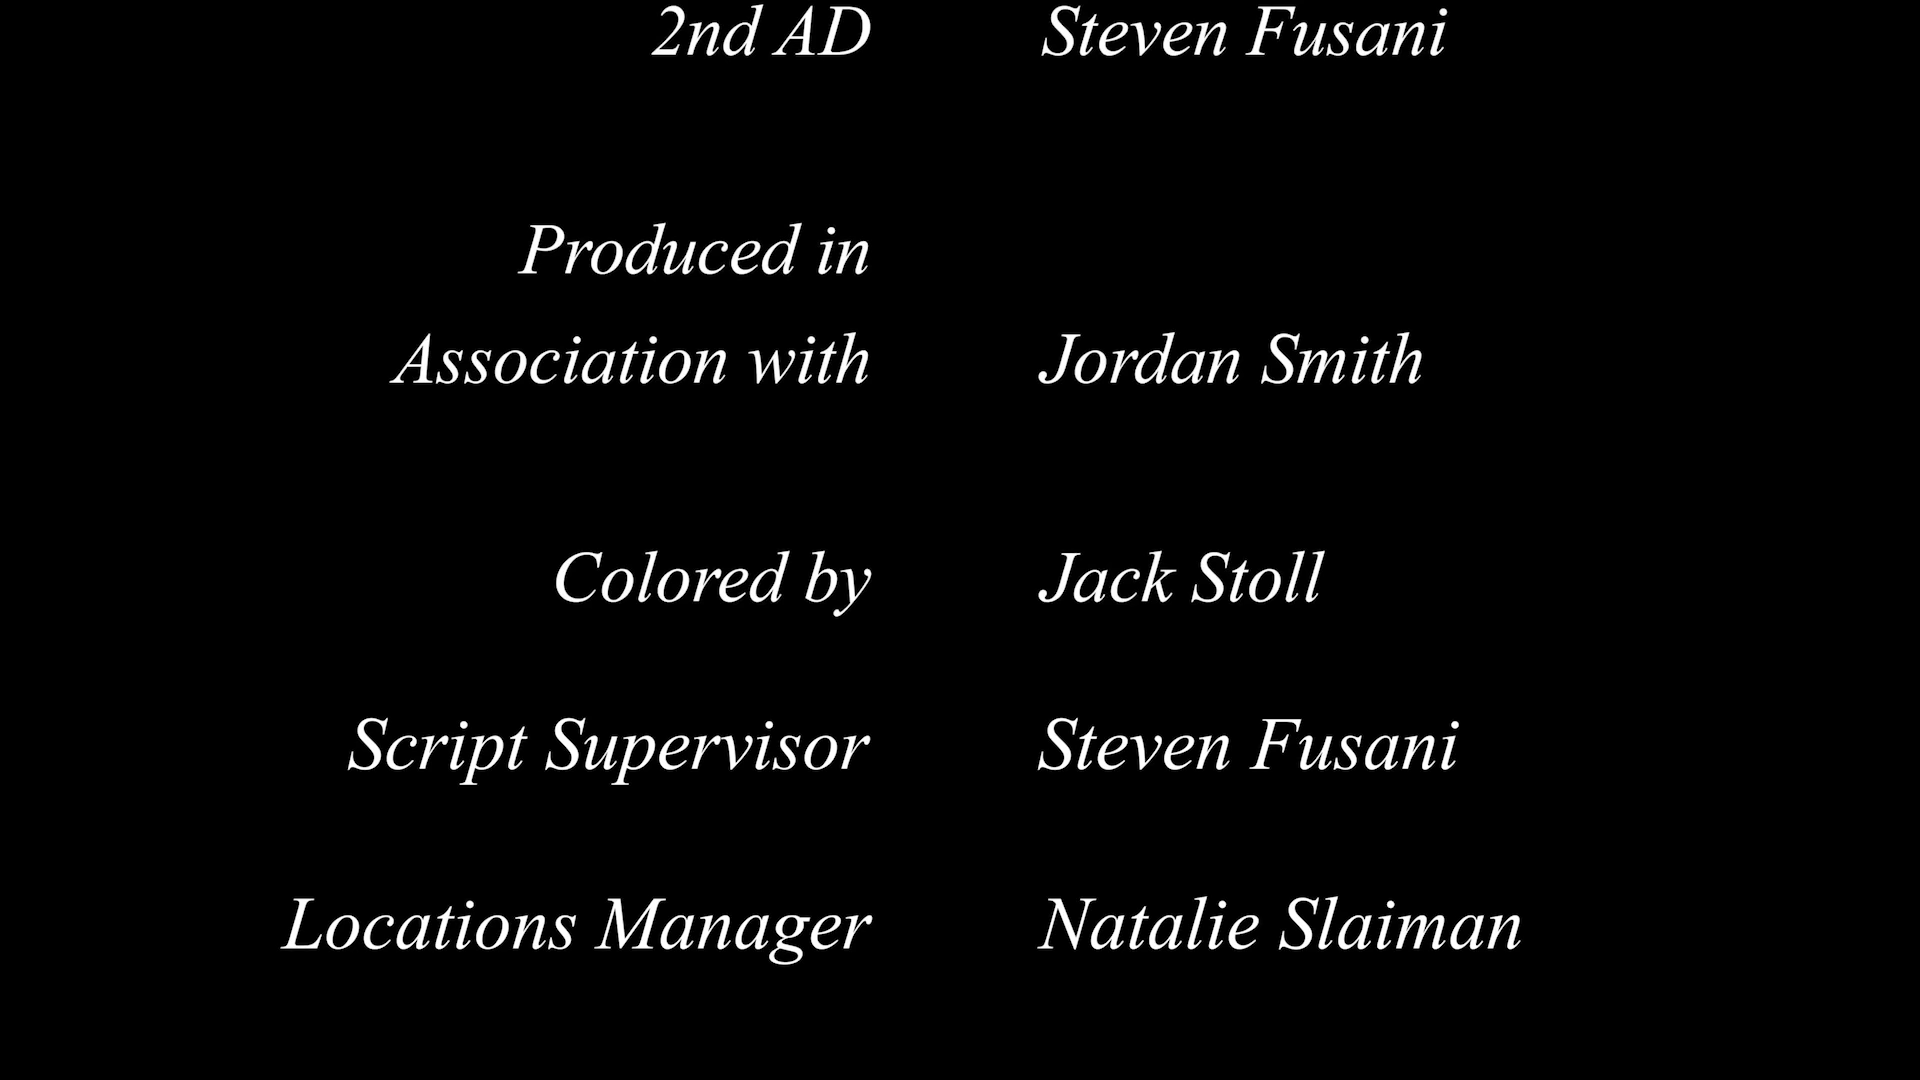 2nd AD Steven Fusani
Produced in
Association with Jordan Smith
Colored by Jack Stoll
Script Supervisor Steven Fusani
Locations Manager Natalie Slaiman